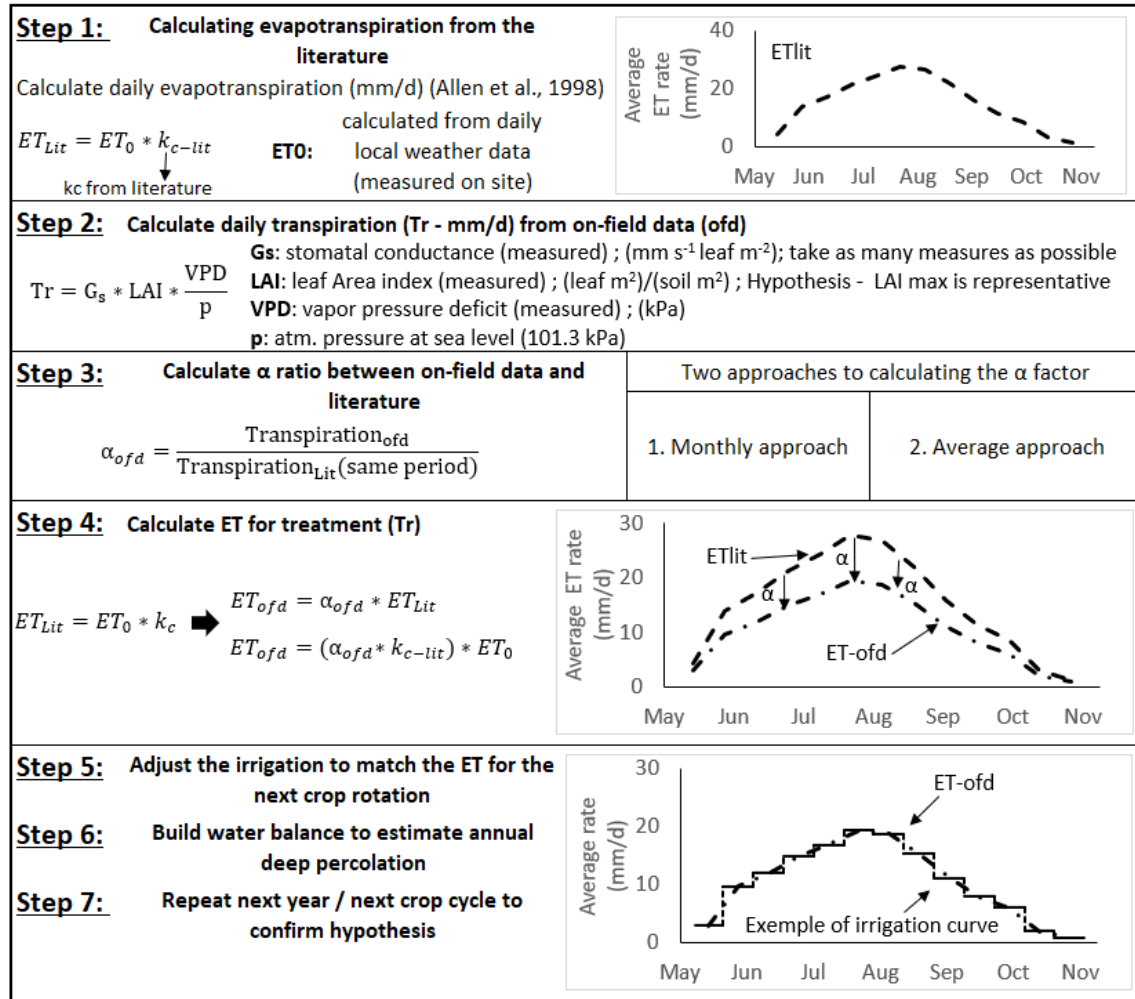 Step 1: Calculating evapotranspiration from the
literature
Calculate daily evapotranspiration (mm/d) (Allen et al., 1998)
ET_Lit = ET_0 * k_{c-lit}
kc from literature
ET0:
calculated from daily
local weather data
(measured on site)
Average
ET rate
(mm/d)
40
20
0
ETlit
May Jun Jul Aug Sep Oct Nov
Step 2: Calculate daily transpiration (Tr - mm/d) from on-field data (ofd)
Tr = G_s * LAI * VPD/p
Gs: stomatal conductance (measured) ; (mm s⁻¹ leaf m⁻²); take as many measures as possible
LAI: leaf Area index (measured) ; (leaf m²)/(soil m²) ; Hypothesis - LAI max is representative
VPD: vapor pressure deficit (measured) ; (kPa)
p: atm. pressure at sea level (101.3 kPa)
Step 3: Calculate α ratio between on-field data and
literature
α_ofd = Transpiration_ofd / Transpiration_Lit(same period)
Two approaches to calculating the α factor
1. Monthly approach
2. Average approach
Step 4: Calculate ET for treatment (Tr)
ET_Lit = ET_0 * k_c
ET_ofd = α_ofd * ET_Lit
ET_ofd = (α_ofd * k_{c-lit}) * ET_0
Average ET rate
(mm/d)
30
20
10
0
ETlit
α
α
α
ET-ofd
May Jun Jul Aug Sep Oct Nov
Step 5: Adjust the irrigation to match the ET for the
next crop rotation
Step 6: Build water balance to estimate annual
deep percolation
Step 7: Repeat next year / next crop cycle to
confirm hypothesis
Average rate
(mm/d)
30
20
10
0
ET-ofd
Exemple of irrigation curve
May Jun Jul Aug Sep Oct Nov